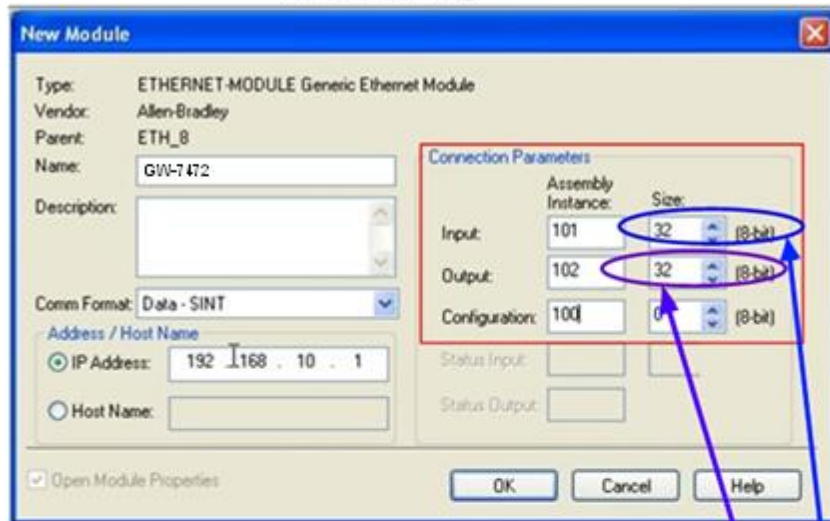 New Module
Type: ETHERNET-MODULE Generic Ethernet Module
Vendor: Allen-Bradley
Parent: ETH_8
Name: GW-7472
Description:
Comm Format: Data - SINT
Address / Host Name
IP Address: 192 . 168 . 10 . 1
Host Name:
Open Module Properties
Connection Parameters
Assembly Instance: Size:
Input: 101 32 (8-bit)
Output: 102 32 (8-bit)
Configuration: 100 0 (8-bit)
Status Input:
Status Output:
OK Cancel Help